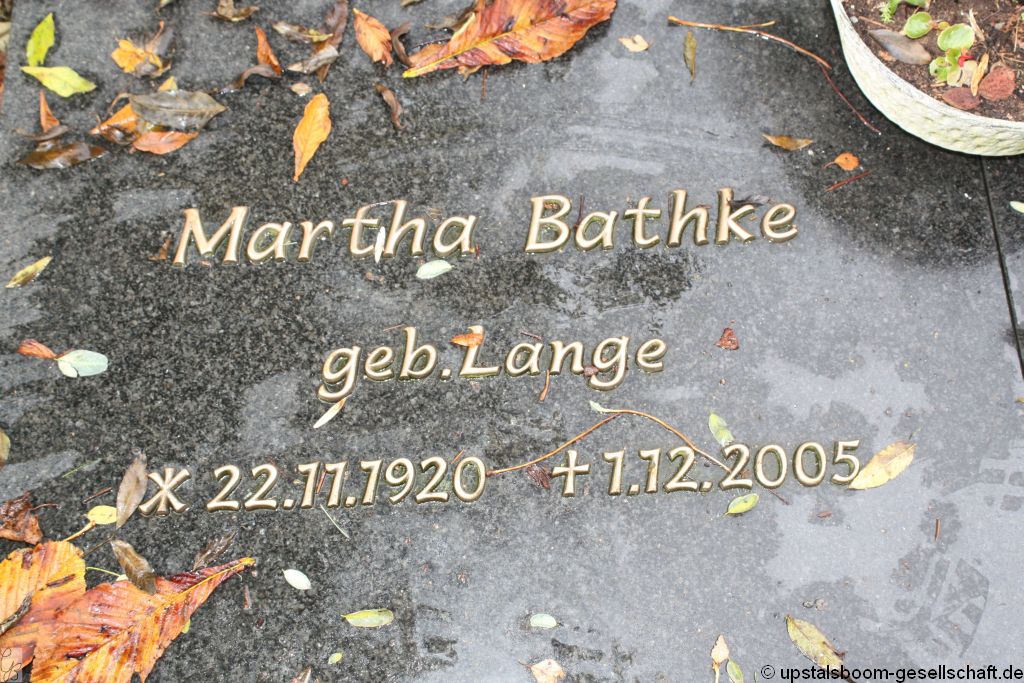 Martha Bathke
geb. Lange
* 22.11.1920 † 1.12.2005
© upstalsboom-gesellschaft.de